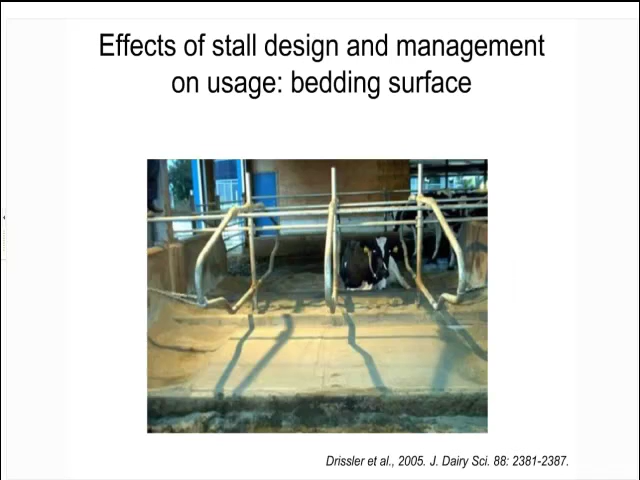 Effects of stall design and management
on usage: bedding surface
Drissler et al., 2005. J. Dairy Sci. 88: 2381-2387.